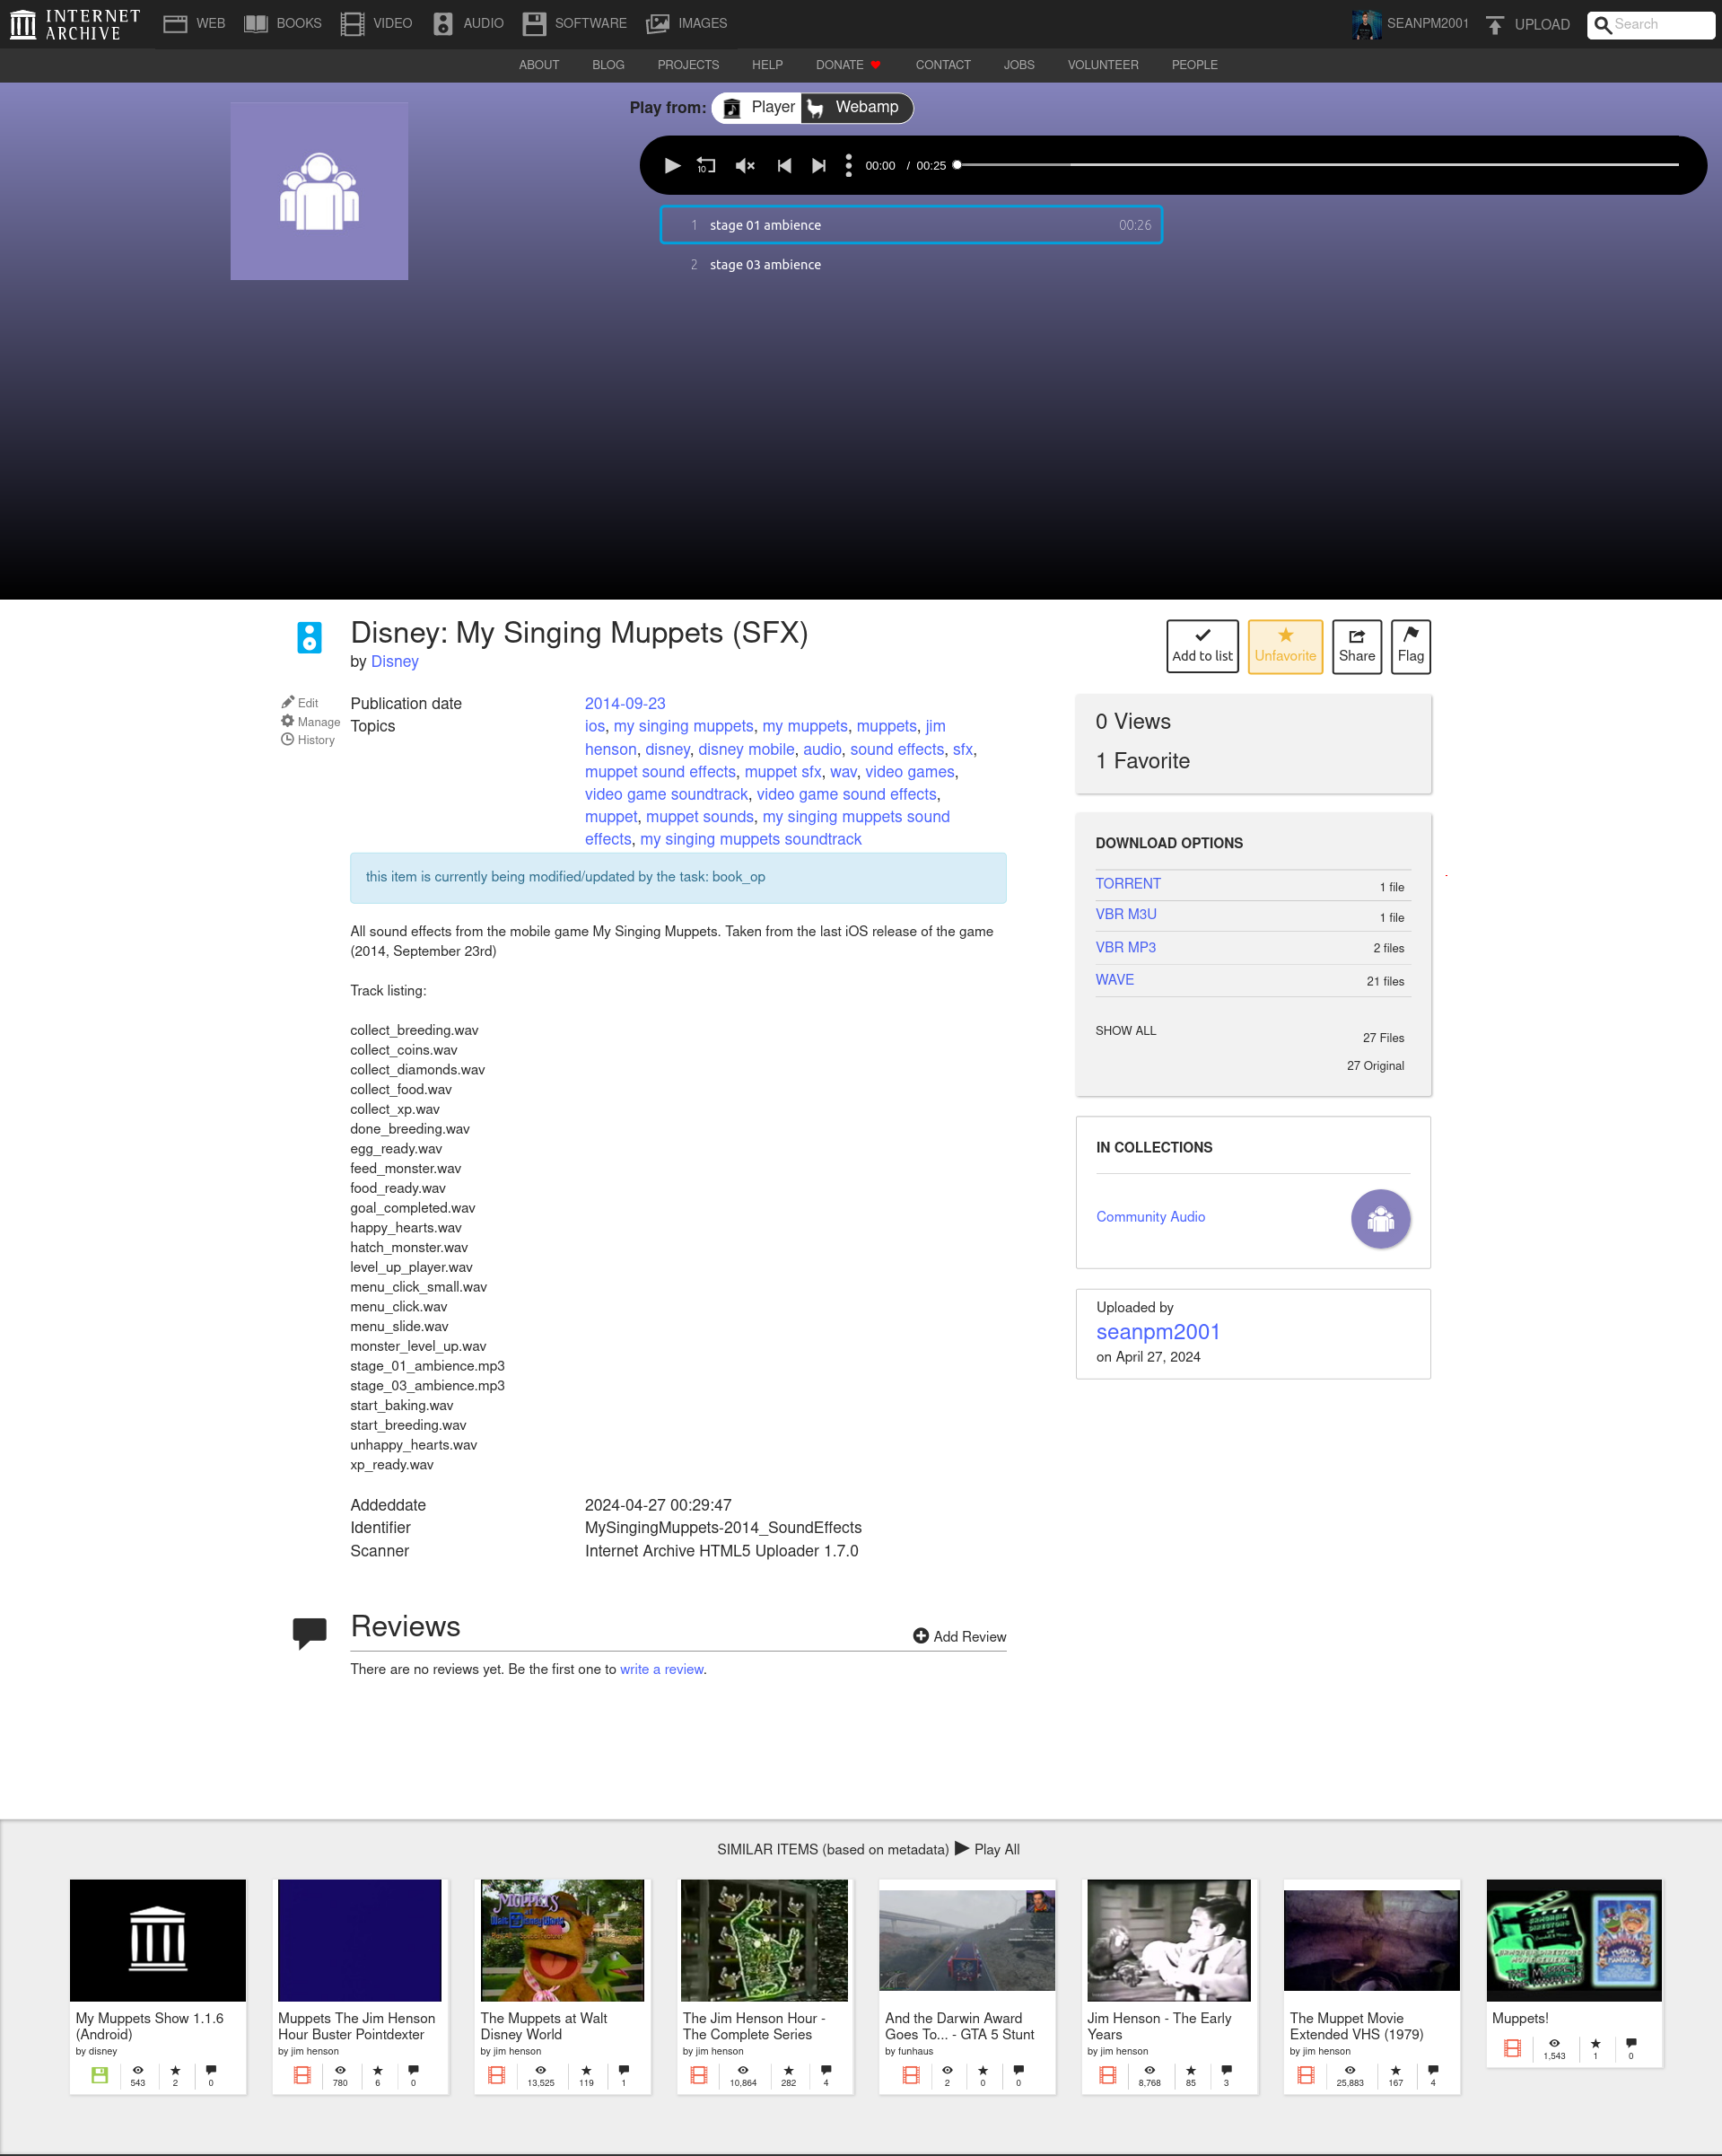 INTERNET
ARCHIVE
WEB BOOKS VIDEO AUDIO SOFTWARE IMAGES
SEANPM2001 UPLOAD Search
ABOUT BLOG PROJECTS HELP DONATE CONTACT JOBS VOLUNTEER PEOPLE
Play from: Player Webamp
10 00:00 / 00:25
1 stage 01 ambience 00:26
2 stage 03 ambience
Disney: My Singing Muppets (SFX)
by Disney
Add to list Unfavorite Share Flag
Edit
Manage
History
Publication date 2014-09-23
Topics ios, my singing muppets, my muppets, muppets, jim
henson, disney, disney mobile, audio, sound effects, sfx,
muppet sound effects, muppet sfx, wav, video games,
video game soundtrack, video game sound effects,
muppet, muppet sounds, my singing muppets sound
effects, my singing muppets soundtrack
this item is currently being modified/updated by the task: book_op
All sound effects from the mobile game My Singing Muppets. Taken from the last iOS release of the game
(2014, September 23rd)
Track listing:
collect_breeding.wav
collect_coins.wav
collect_diamonds.wav
collect_food.wav
collect_xp.wav
done_breeding.wav
egg_ready.wav
feed_monster.wav
food_ready.wav
goal_completed.wav
happy_hearts.wav
hatch_monster.wav
level_up_player.wav
menu_click_small.wav
menu_click.wav
menu_slide.wav
monster_level_up.wav
stage_01_ambience.mp3
stage_03_ambience.mp3
start_baking.wav
start_breeding.wav
unhappy_hearts.wav
xp_ready.wav
Addeddate 2024-04-27 00:29:47
Identifier MySingingMuppets-2014_SoundEffects
Scanner Internet Archive HTML5 Uploader 1.7.0
0 Views
1 Favorite
DOWNLOAD OPTIONS
TORRENT 1 file
VBR M3U 1 file
VBR MP3 2 files
WAVE 21 files
SHOW ALL 27 Files
27 Original
IN COLLECTIONS
Community Audio
Uploaded by
seanpm2001
on April 27, 2024
Reviews
Add Review
There are no reviews yet. Be the first one to write a review.
SIMILAR ITEMS (based on metadata) Play All
My Muppets Show 1.1.6
(Android)
by disney
543 2 0
Muppets The Jim Henson
Hour Buster Pointdexter
by jim henson
780 6 0
MUPPETS
Walt Disney World
The Muppets at Walt
Disney World
by jim henson
13,525 119 1
The Jim Henson Hour -
The Complete Series
by jim henson
10,864 282 4
And the Darwin Award
Goes To... - GTA 5 Stunt
by funhaus
2 0 0
Jim Henson - The Early
Years
by jim henson
8,768 85 3
The Muppet Movie
Extended VHS (1979)
by jim henson
25,883 167 4
Muppets!
1,543 1 0